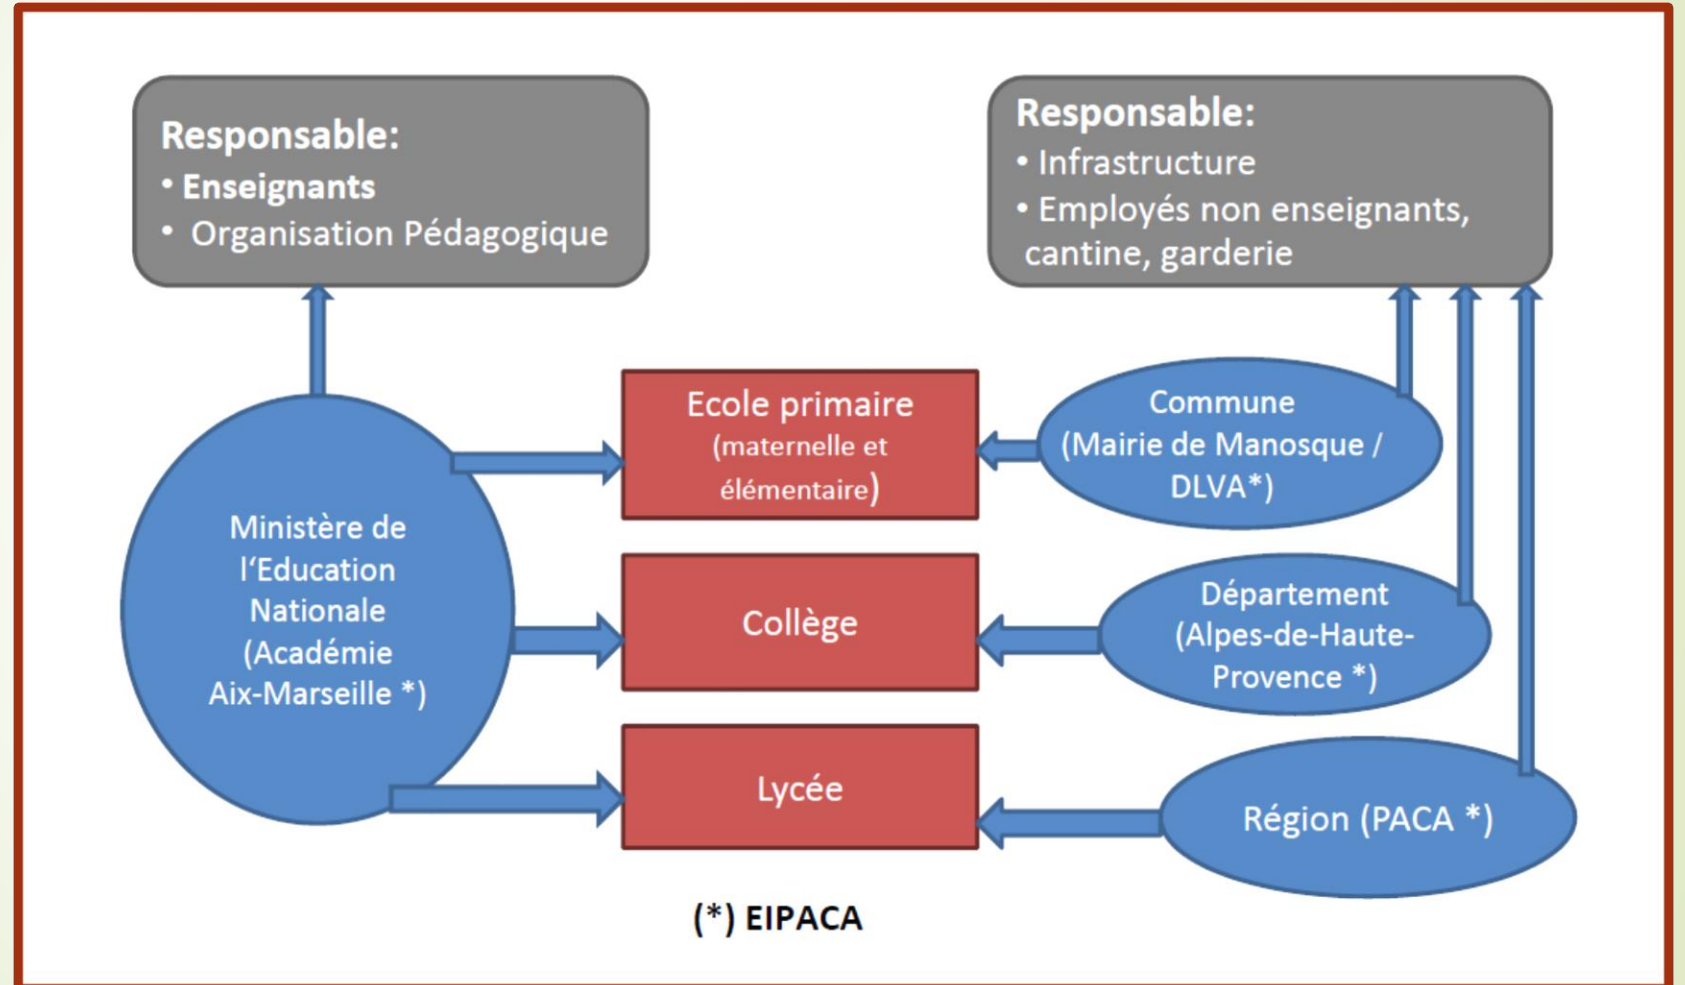 Responsable:
• Enseignants
• Organisation Pédagogique
Responsable:
• Infrastructure
• Employés non enseignants,
cantine, garderie
Ministère de
l‘Education
Nationale
(Académie
Aix-Marseille *)
Ecole primaire
(maternelle et
élémentaire)
Collège
Lycée
Commune
(Mairie de Manosque /
DLVA*)
Département
(Alpes-de-Haute-
Provence *)
Région (PACA *)
(*) EIPACA